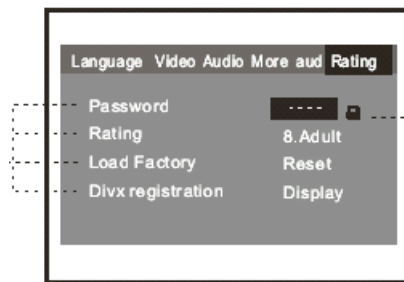 Language Video Audio More aud Rating
Password ----
Rating 8.Adult
Load Factory Reset
Divx registration Display